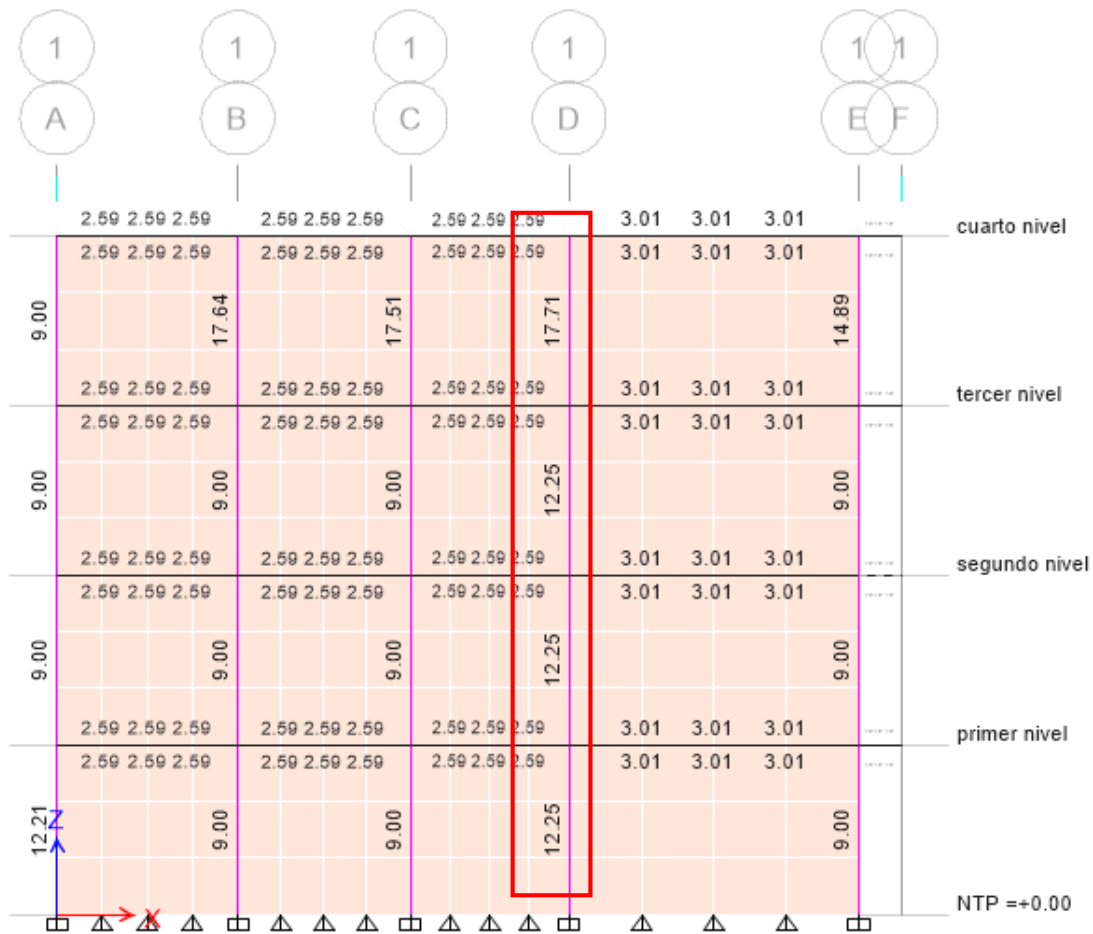 1 1 1 1 1 1
A B C D E F
2.59 2.59 2.59 2.59 2.59 2.59 2.59 2.59 2.59 3.01 3.01 3.01
cuarto nivel
2.59 2.59 2.59 2.59 2.59 2.59 2.59 2.59 2.59 3.01 3.01 3.01
9.00 17.64 17.51 17.71 14.89
2.59 2.59 2.59 2.59 2.59 2.59 2.59 2.59 2.59 3.01 3.01 3.01
tercer nivel
2.59 2.59 2.59 2.59 2.59 2.59 2.59 2.59 2.59 3.01 3.01 3.01
9.00 9.00 9.00 12.25 9.00
2.59 2.59 2.59 2.59 2.59 2.59 2.59 2.59 2.59 3.01 3.01 3.01
segundo nivel
2.59 2.59 2.59 2.59 2.59 2.59 2.59 2.59 2.59 3.01 3.01 3.01
9.00 9.00 9.00 12.25 9.00
2.59 2.59 2.59 2.59 2.59 2.59 2.59 2.59 2.59 3.01 3.01 3.01
primer nivel
2.59 2.59 2.59 2.59 2.59 2.59 2.59 2.59 2.59 3.01 3.01 3.01
12.21 9.00 9.00 12.25 9.00
Z
X
NTP =+0.00